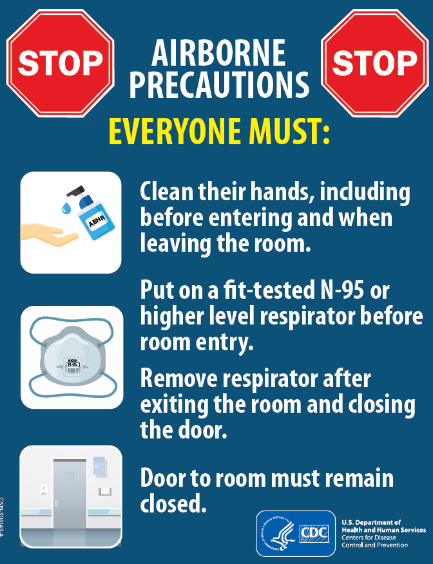 STOP
AIRBORNE
PRECAUTIONS
STOP
EVERYONE MUST:
ABHR
Clean their hands, including
before entering and when
leaving the room.
N-95
Put on a fit-tested N-95 or
higher level respirator before
room entry.
Remove respirator after
exiting the room and closing
the door.
Door to room must remain
closed.
CDC
U.S. Department of
Health and Human Services
Centers for Disease
Control and Prevention